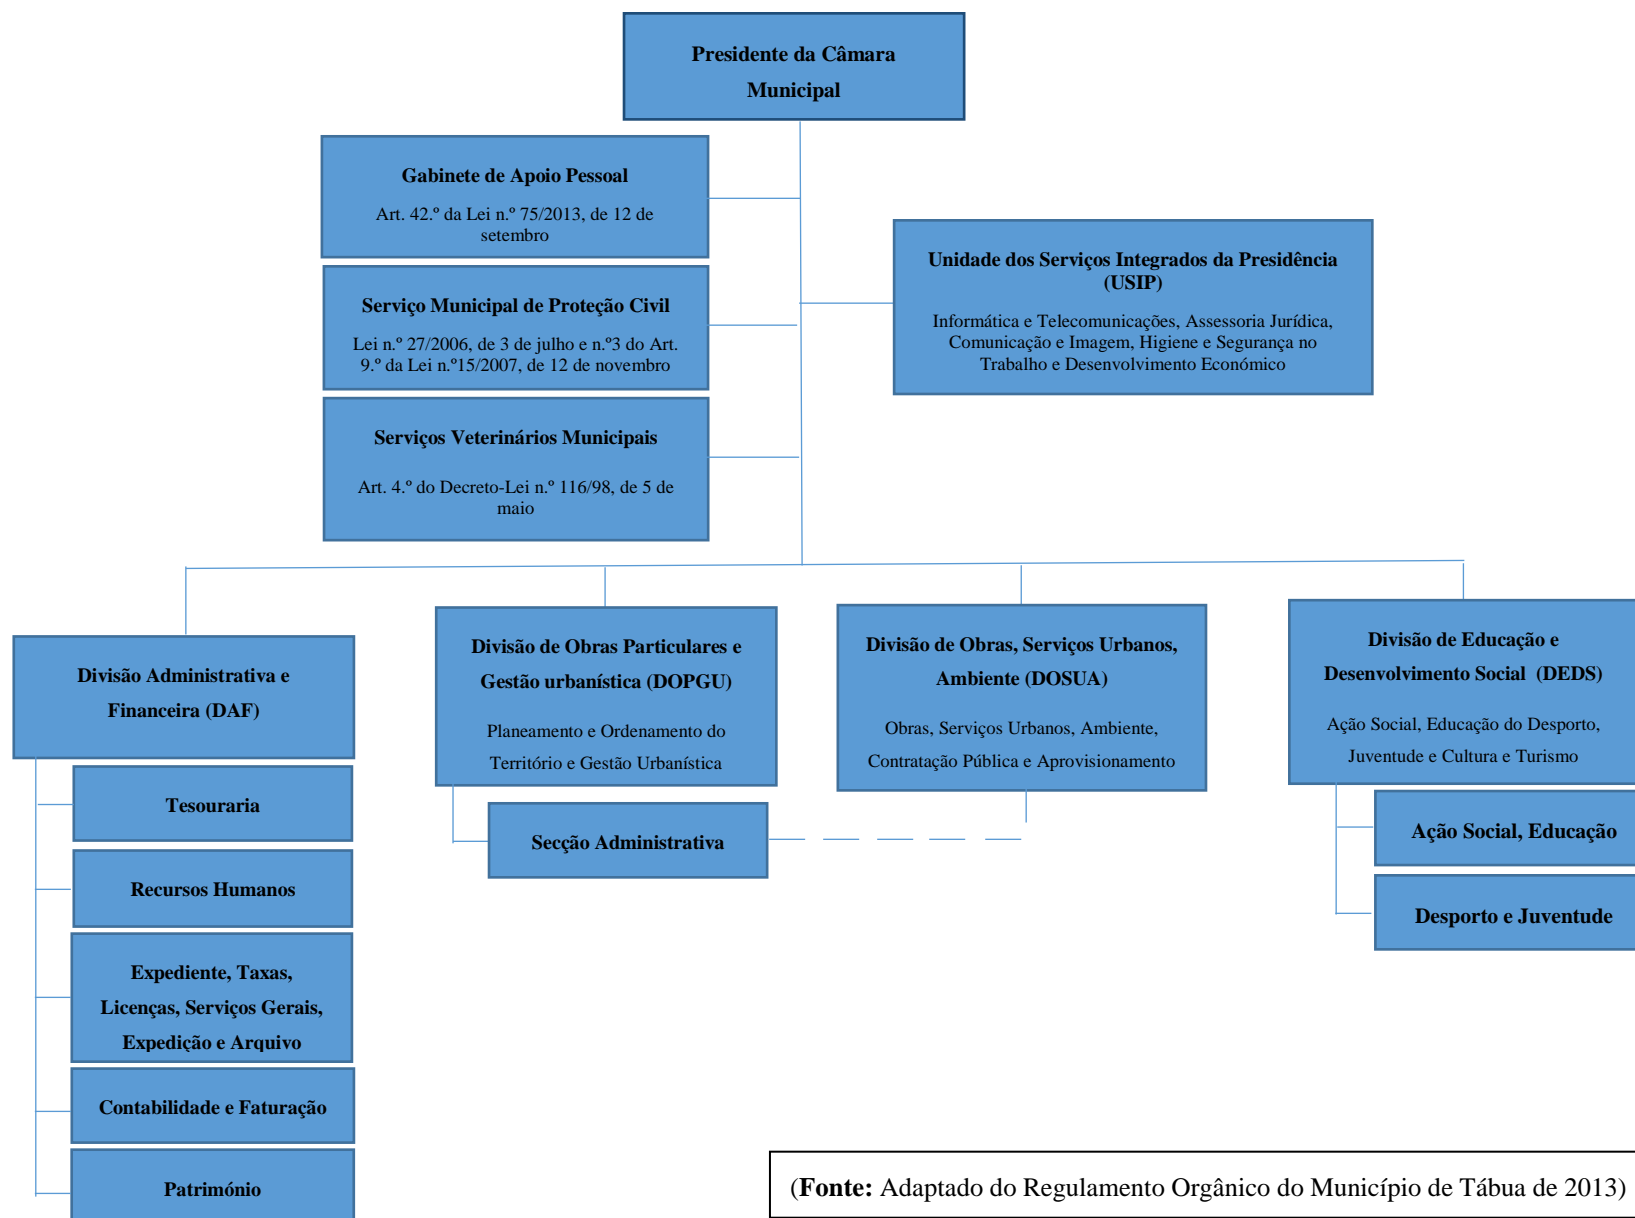 Presidente da Câmara
Municipal
Gabinete de Apoio Pessoal
Art. 42.º da Lei n.º 75/2013, de 12 de
setembro
Unidade dos Serviços Integrados da Presidência
(USIP)
Informática e Telecomunicações, Assessoria Jurídica,
Comunicação e Imagem, Higiene e Segurança no
Trabalho e Desenvolvimento Económico
Serviço Municipal de Proteção Civil
Lei n.º 27/2006, de 3 de julho e n.º3 do Art.
9.º da Lei n.º15/2007, de 12 de novembro
Serviços Veterinários Municipais
Art. 4.º do Decreto-Lei n.º 116/98, de 5 de
maio
Divisão Administrativa e
Financeira (DAF)
Tesouraria
Recursos Humanos
Expediente, Taxas,
Licenças, Serviços Gerais,
Expedição e Arquivo
Contabilidade e Faturação
Património
Divisão de Obras Particulares e
Gestão urbanística (DOPGU)
Planeamento e Ordenamento do
Território e Gestão Urbanística
Secção Administrativa
Divisão de Obras, Serviços Urbanos,
Ambiente (DOSUA)
Obras, Serviços Urbanos, Ambiente,
Contratação Pública e Aprovisionamento
Divisão de Educação e
Desenvolvimento Social (DEDS)
Ação Social, Educação do Desporto,
Juventude e Cultura e Turismo
Ação Social, Educação
Desporto e Juventude
(Fonte: Adaptado do Regulamento Orgânico do Município de Tábua de 2013)